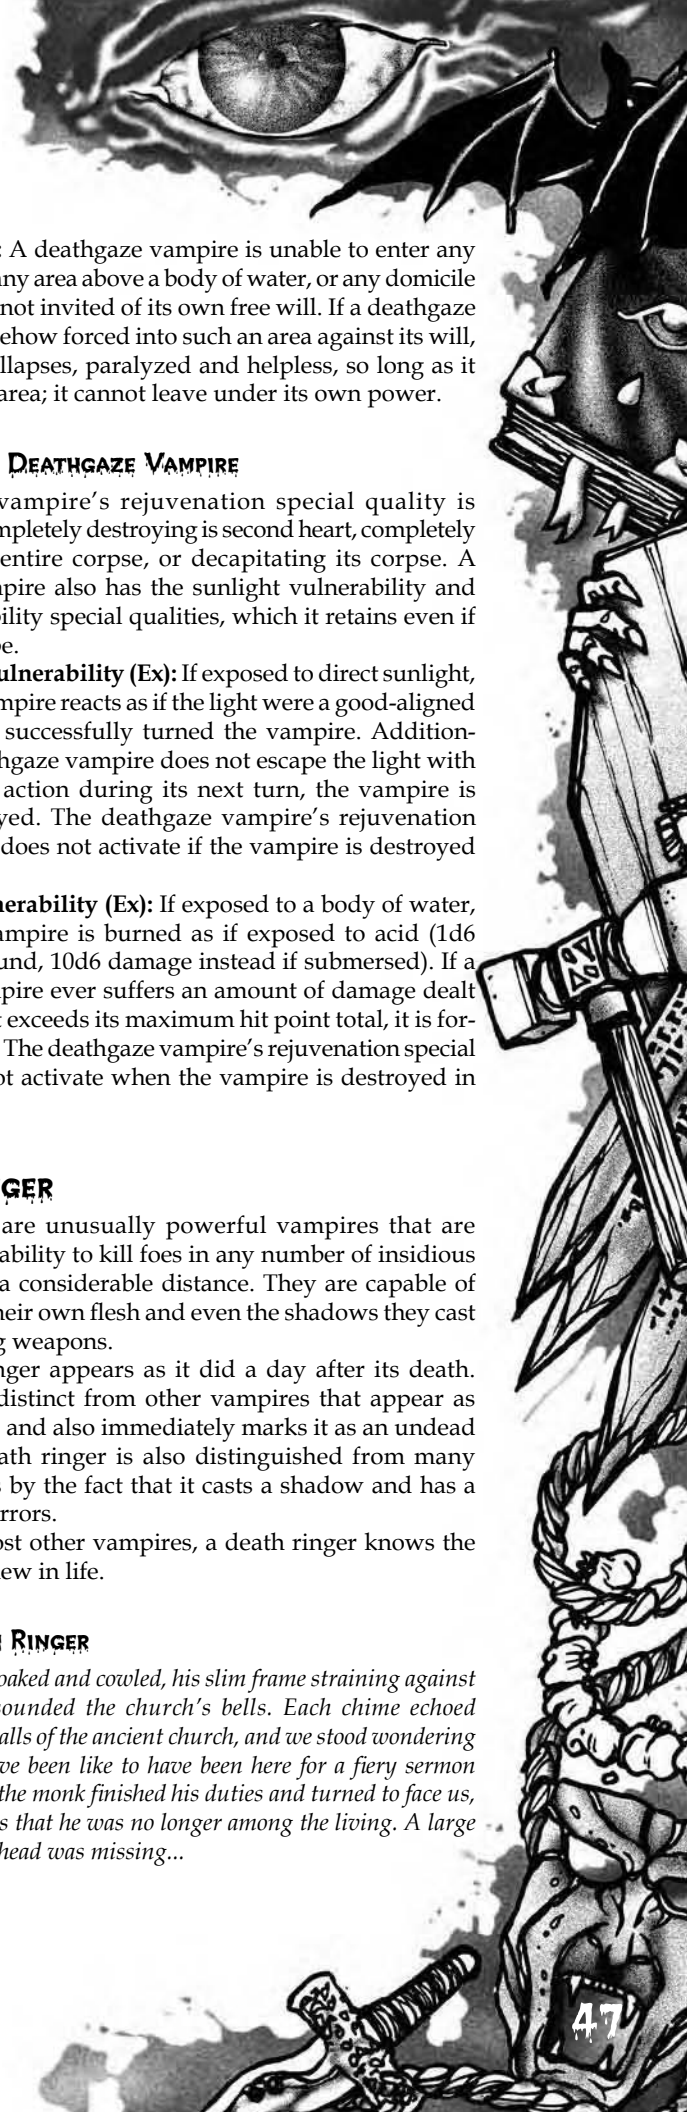 : A deathgaze vampire is unable to enter any
any area above a body of water, or any domicile
not invited of its own free will. If a deathgaze
ehow forced into such an area against its will,
llapses, paralyzed and helpless, so long as it
area; it cannot leave under its own power.
Deathgaze Vampire
vampire's rejuvenation special quality is
mpletely destroying is second heart, completely
entire corpse, or decapitating its corpse. A
mpire also has the sunlight vulnerability and
bility special qualities, which it retains even if
be.
ulnerability (Ex): If exposed to direct sunlight,
mpire reacts as if the light were a good-aligned
successfully turned the vampire. Addition-
hgaze vampire does not escape the light with
action during its next turn, the vampire is
yed. The deathgaze vampire's rejuvenation
does not activate if the vampire is destroyed
nerability (Ex): If exposed to a body of water,
ampire is burned as if exposed to acid (1d6
und, 10d6 damage instead if submersed). If a
mpire ever suffers an amount of damage dealt
t exceeds its maximum hit point total, it is for-
The deathgaze vampire's rejuvenation special
ot activate when the vampire is destroyed in
nger
are unusually powerful vampires that are
ability to kill foes in any number of insidious
a considerable distance. They are capable of
heir own flesh and even the shadows they cast
g weapons.
nger appears as it did a day after its death.
distinct from other vampires that appear as
and also immediately marks it as an undead
ath ringer is also distinguished from many
s by the fact that it casts a shadow and has a
rrors.
ost other vampires, a death ringer knows the
new in life.
Ringer
oaked and cowled, his slim frame straining against
sounded the church's bells. Each chime echoed
alls of the ancient church, and we stood wondering
ve been like to have been here for a fiery sermon
the monk finished his duties and turned to face us,
s that he was no longer among the living. A large
head was missing...
47